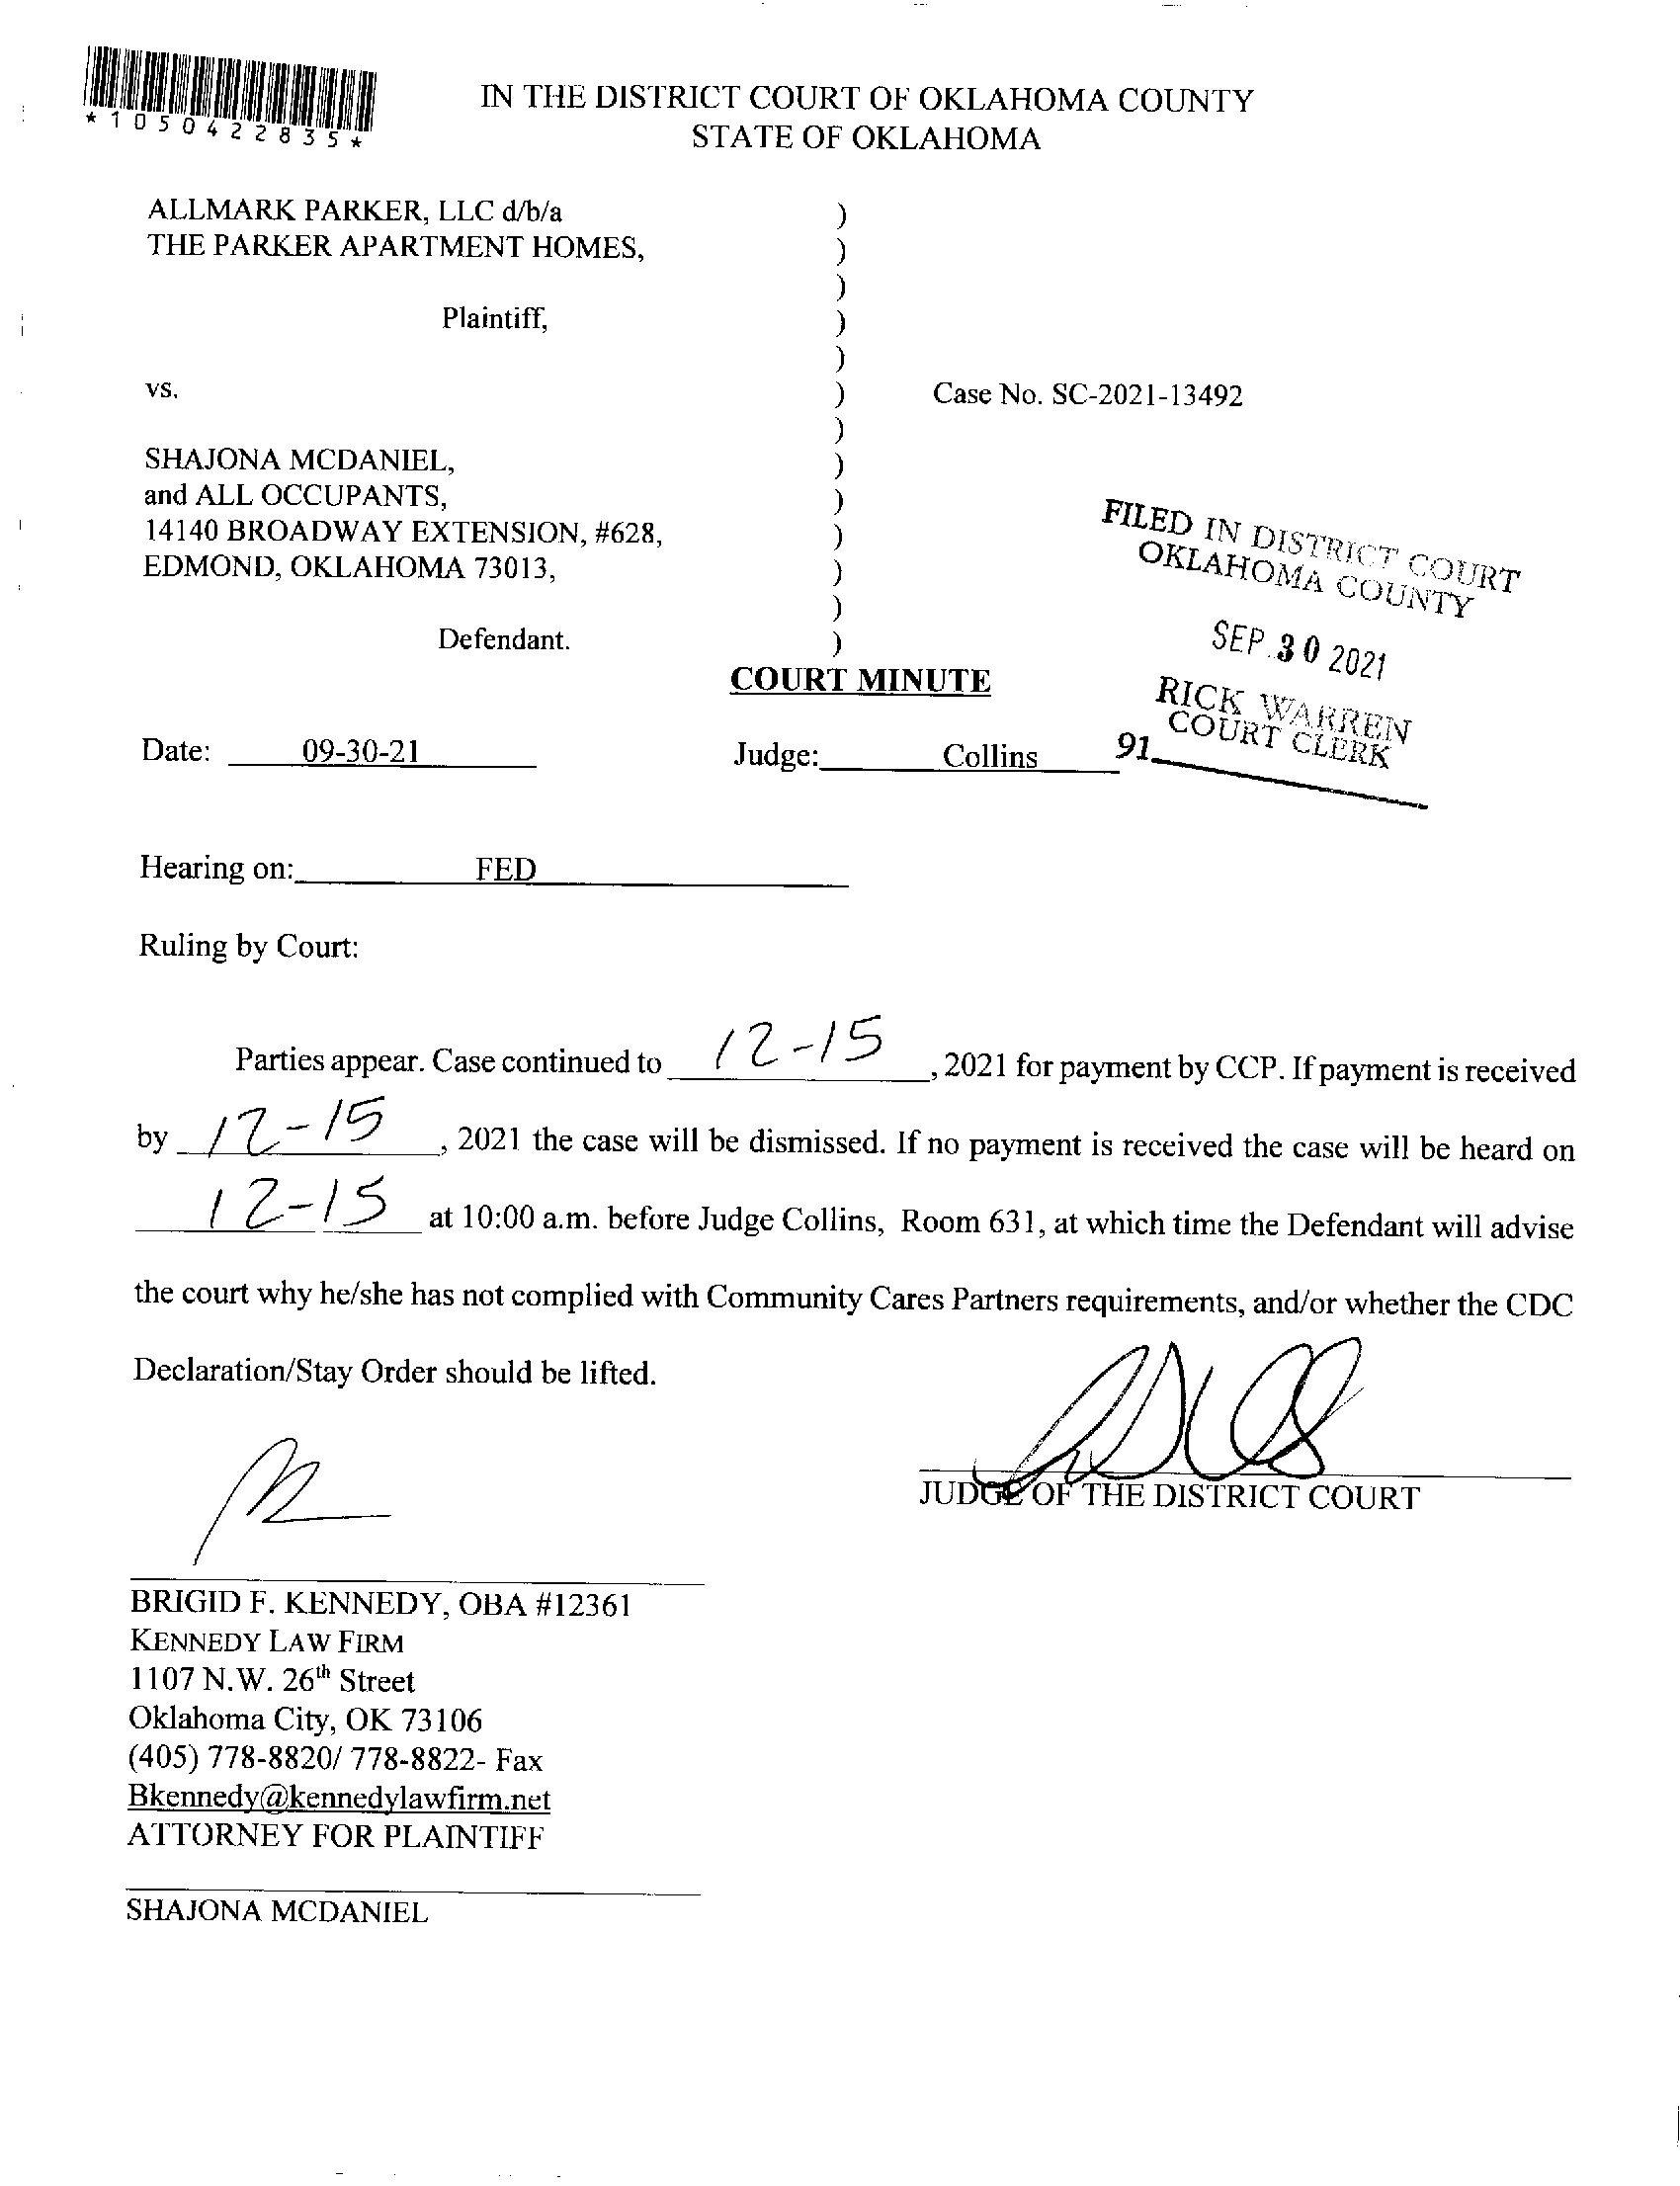 *1050422835*
IN THE DISTRICT COURT OF OKLAHOMA COUNTY
STATE OF OKLAHOMA
ALLMARK PARKER, LLC d/b/a )
THE PARKER APARTMENT HOMES, )
)
Plaintiff, )
)
vs. ) Case No. SC-2021-13492
)
SHAJONA MCDANIEL, )
and ALL OCCUPANTS, )
14140 BROADWAY EXTENSION, #628, )
EDMOND, OKLAHOMA 73013, )
)
Defendant. )
FILED IN DISTRICT COURT
OKLAHOMA COUNTY
SEP. 30 2021
RICK WARREN
COURT CLERK
91
COURT MINUTE
Date: 09-30-21 Judge: Collins
Hearing on: FED
Ruling by Court:
Parties appear. Case continued to 12-15, 2021 for payment by CCP. If payment is received
by 12-15, 2021 the case will be dismissed. If no payment is received the case will be heard on
12-15 at 10:00 a.m. before Judge Collins, Room 631, at which time the Defendant will advise
the court why he/she has not complied with Community Cares Partners requirements, and/or whether the CDC
Declaration/Stay Order should be lifted.
JUDGE OF THE DISTRICT COURT
BRIGID F. KENNEDY, OBA #12361
KENNEDY LAW FIRM
1107 N.W. 26th Street
Oklahoma City, OK 73106
(405) 778-8820/ 778-8822- Fax
Bkennedy@kennedylawfirm.net
ATTORNEY FOR PLAINTIFF
SHAJONA MCDANIEL